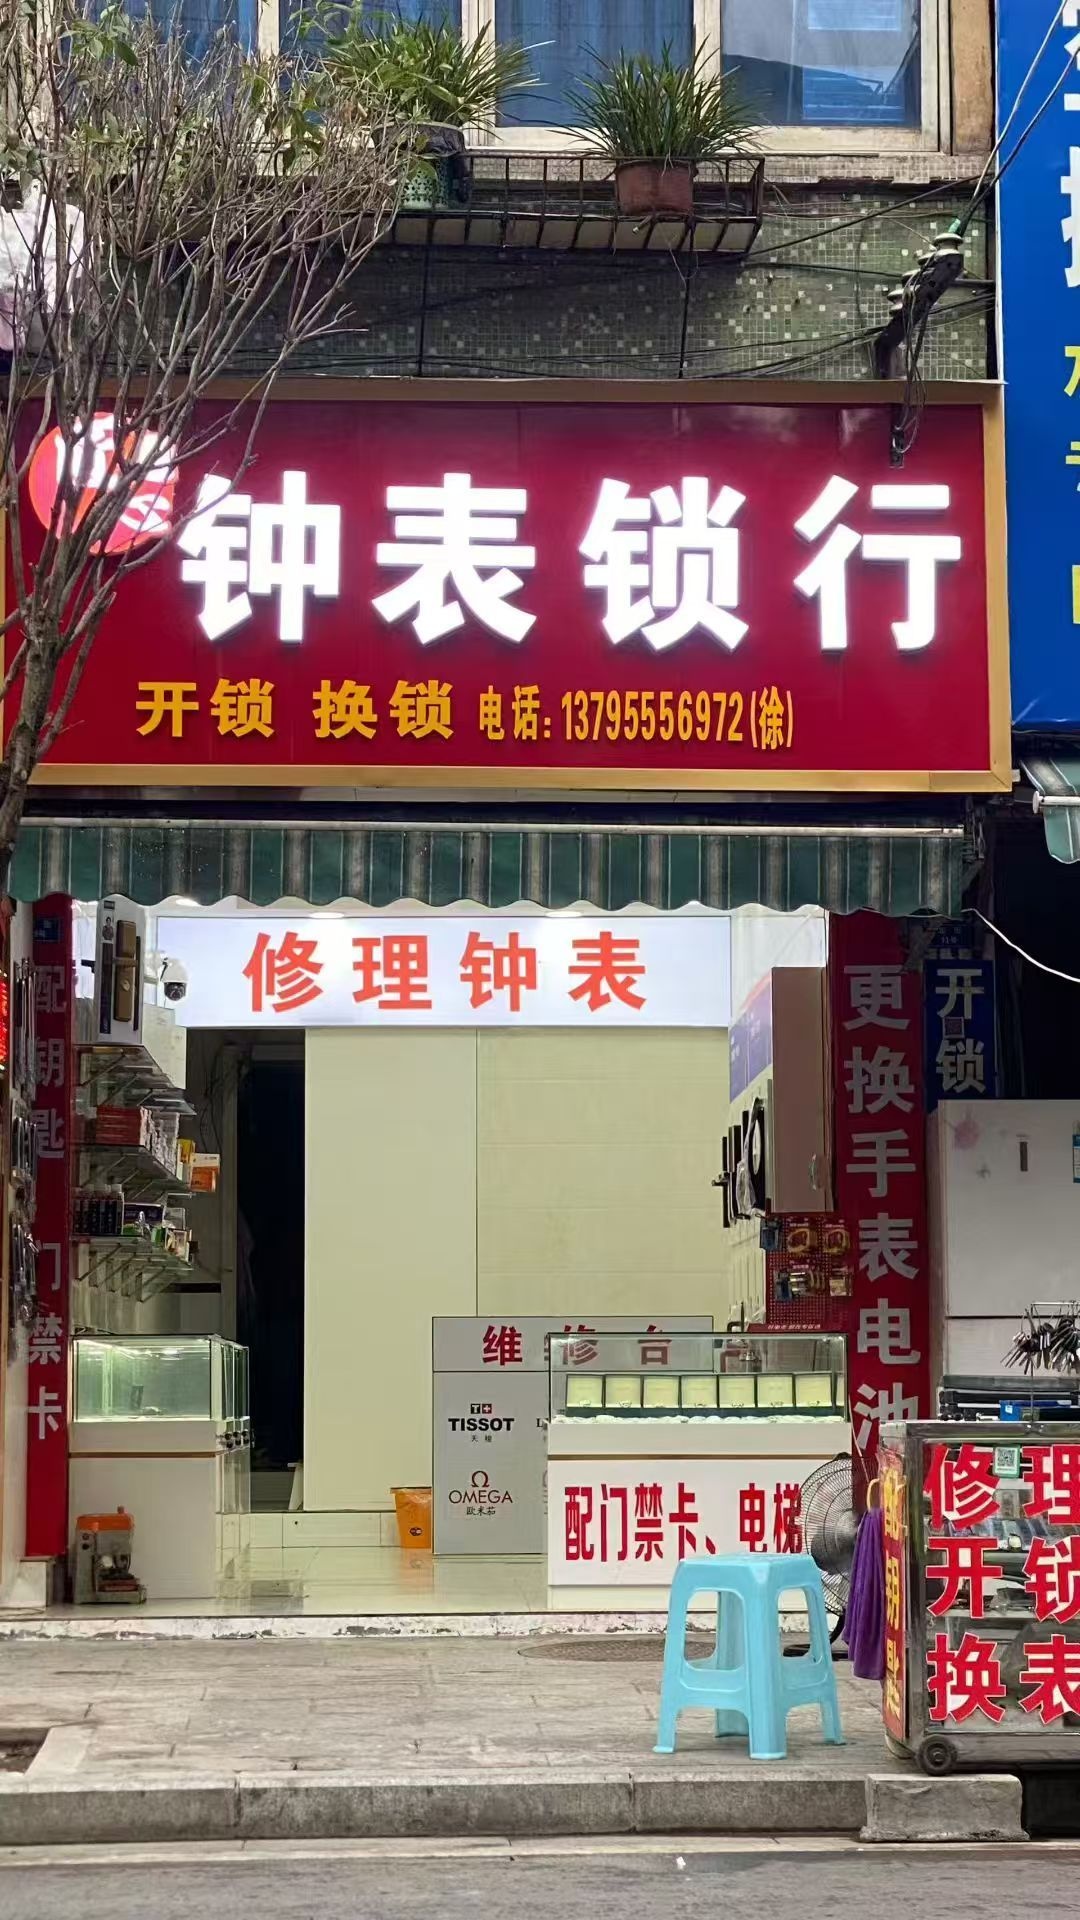 钟表锁行
开锁 换锁 电话: 13795556972(徐)
修理钟表
配钥匙 门禁卡
更换手表电池
开锁
维修台
TISSOT
天梭
OMEGA
欧米茄
配门禁卡、电梯
修理
开锁
换表